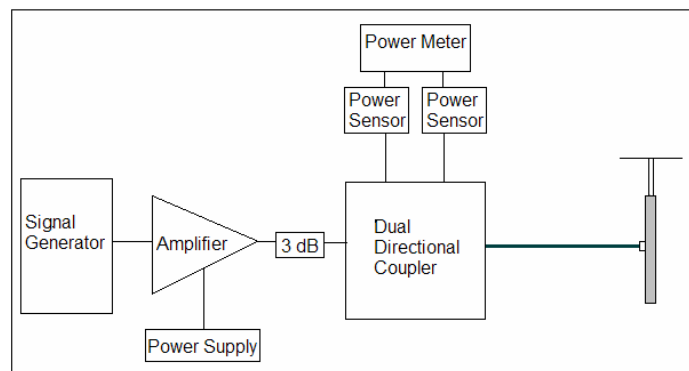 Power Meter
Power
Sensor
Power
Sensor
Signal
Generator
Amplifier
3 dB
Dual
Directional
Coupler
Power Supply